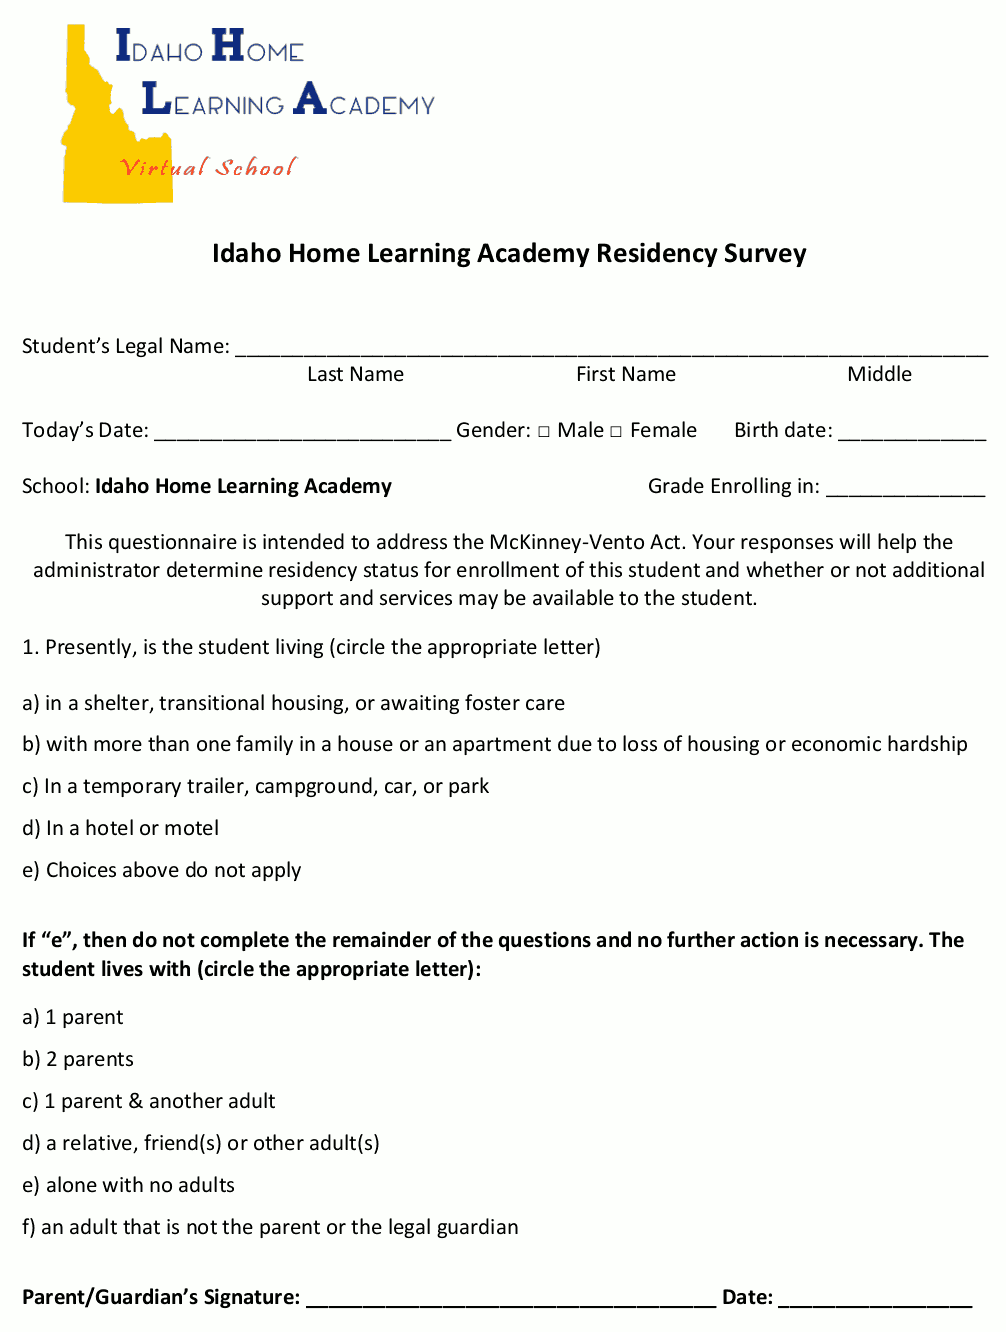 IDAHO HOME
LEARNING ACADEMY
Virtual School
Idaho Home Learning Academy Residency Survey
Student’s Legal Name: ______________________________________________________________________
Last Name First Name Middle
Today’s Date: ___________________________ Gender: □ Male □ Female Birth date: _____________
School: Idaho Home Learning Academy Grade Enrolling in: ______________
This questionnaire is intended to address the McKinney-Vento Act. Your responses will help the
administrator determine residency status for enrollment of this student and whether or not additional
support and services may be available to the student.
1. Presently, is the student living (circle the appropriate letter)
a) in a shelter, transitional housing, or awaiting foster care
b) with more than one family in a house or an apartment due to loss of housing or economic hardship
c) In a temporary trailer, campground, car, or park
d) In a hotel or motel
e) Choices above do not apply
If “e”, then do not complete the remainder of the questions and no further action is necessary. The
student lives with (circle the appropriate letter):
a) 1 parent
b) 2 parents
c) 1 parent & another adult
d) a relative, friend(s) or other adult(s)
e) alone with no adults
f) an adult that is not the parent or the legal guardian
Parent/Guardian’s Signature: ____________________________________ Date: _________________